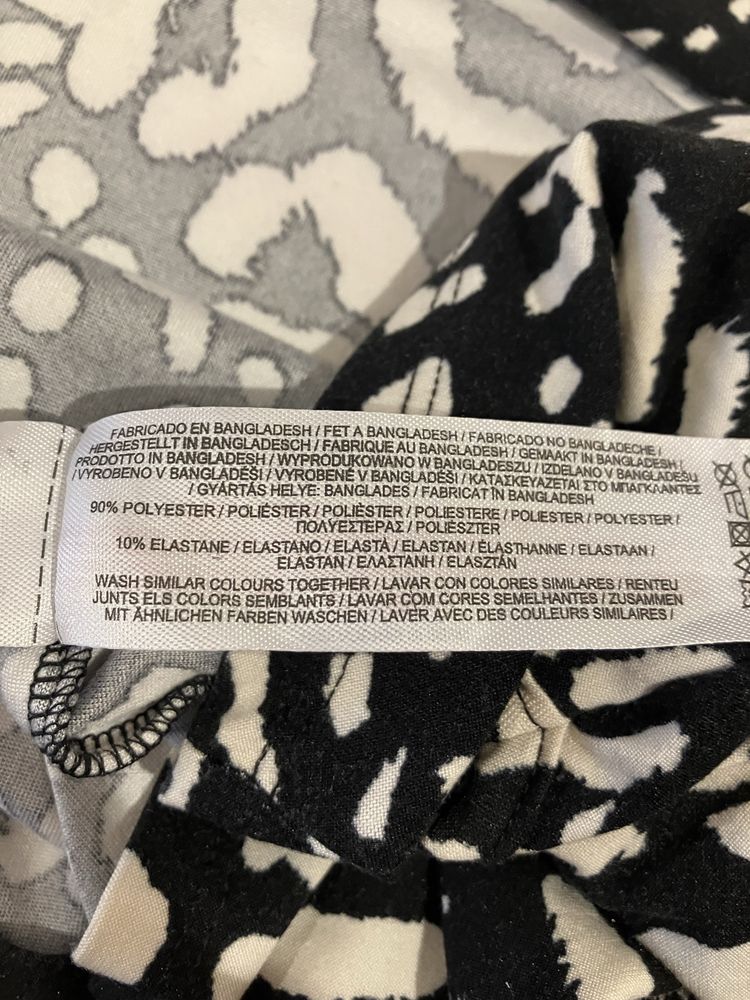 FABRICADO EN BANGLADESH / FET A BANGLADESH / FABRICADO NO BANGLADECHE /
HERGESTELLT IN BANGLADESCH / FABRIQUE AU BANGLADESH / GEMAAKT IN BANGLADESH /
PRODOTTO IN BANGLADESH / WYPRODUKOWANO W BANGLADESZU / IZDELANO V BANGLADEŠU
/ VYROBENO V BANGLADÉŠI / VYROBENÉ V BANGLADÉŠI / ΚΑΤΑΣΚΕΥΑΖΕΤΑΙ ΣΤΟ ΜΠΑΓΚΛΑΝΤΕΣ
/ GYÁRTÁS HELYE: BANGLADES / FABRICAT ÎN BANGLADESH
90% POLYESTER / POLIÉSTER / POLIÈSTER / POLIESTERE / POLIESTER / POLYESTER /
ΠΟΛΥΕΣΤΕΡΑΣ / POLIÉSZTER
10% ELASTANE / ELASTANO / ELASTÀ / ELASTAN / ÉLASTHANNE / ELASTAAN /
ELASTAN / ΕΛΑΣΤΑΝΗ / ELASZTÁN
WASH SIMILAR COLOURS TOGETHER / LAVAR CON COLORES SIMILARES / RENTEU
JUNTS ELS COLORS SEMBLANTS / LAVAR COM CORES SEMELHANTES / ZUSAMMEN
MIT ÄHNLICHEN FARBEN WASCHEN / LAVER AVEC DES COULEURS SIMILAIRES /